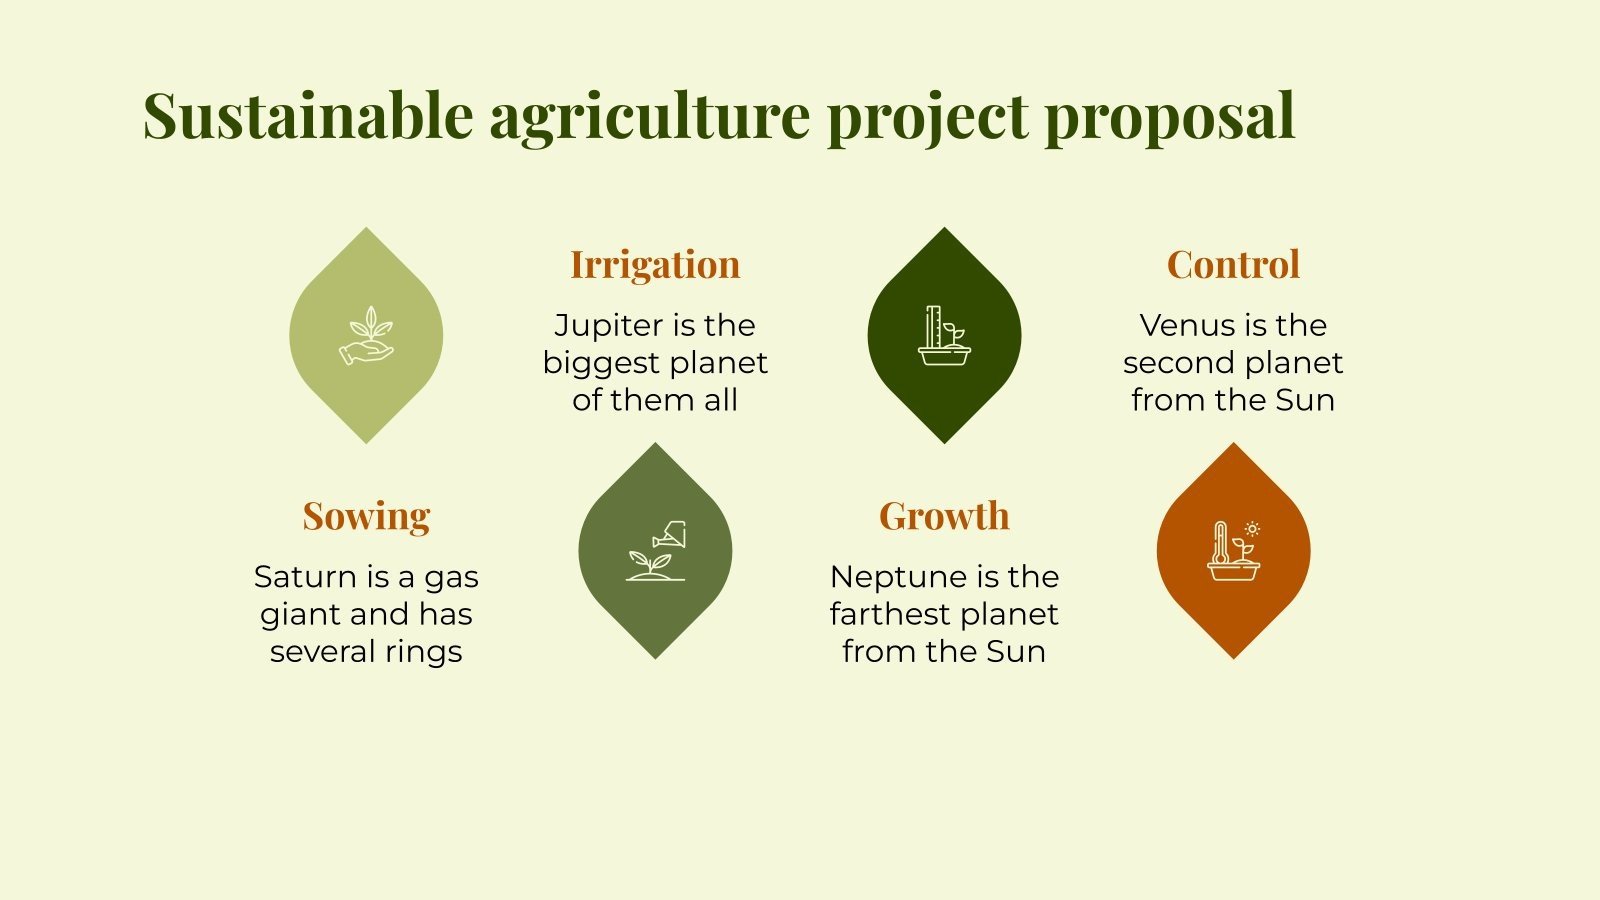 Sustainable agriculture project proposal
Sowing
Saturn is a gas
giant and has
several rings
Irrigation
Jupiter is the
biggest planet
of them all
Growth
Neptune is the
farthest planet
from the Sun
Control
Venus is the
second planet
from the Sun